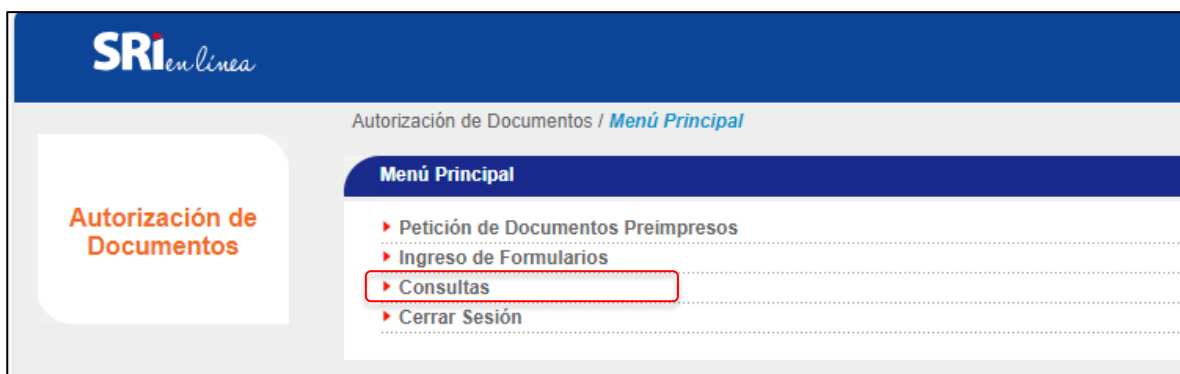 SRi en línea
Autorización de Documentos / Menú Principal
Menú Principal
Autorización de
Documentos
Petición de Documentos Preimpresos
Ingreso de Formularios
Consultas
Cerrar Sesión